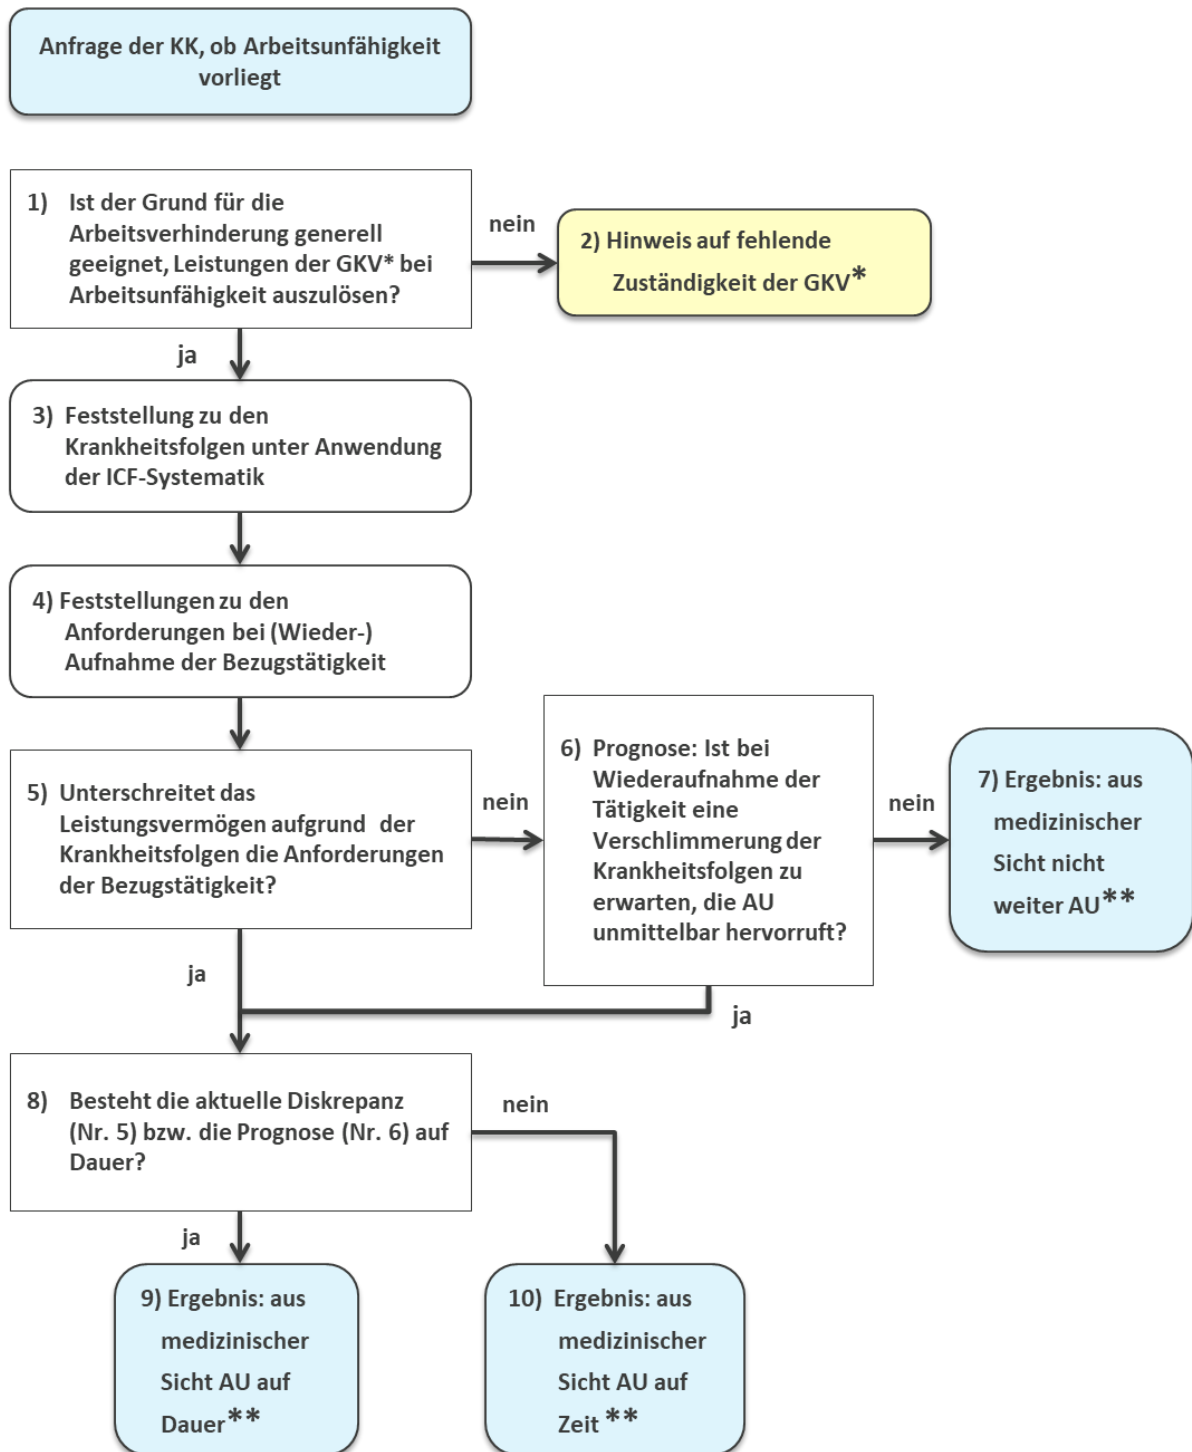 Anfrage der KK, ob Arbeitsunfähigkeit
vorliegt
1) Ist der Grund für die
Arbeitsverhinderung generell
geeignet, Leistungen der GKV* bei
Arbeitsunfähigkeit auszulösen?
nein
2) Hinweis auf fehlende
Zuständigkeit der GKV*
ja
3) Feststellung zu den
Krankheitsfolgen unter Anwendung
der ICF-Systematik
4) Feststellungen zu den
Anforderungen bei (Wieder-)
Aufnahme der Bezugstätigkeit
5) Unterschreitet das
Leistungsvermögen aufgrund der
Krankheitsfolgen die Anforderungen
der Bezugstätigkeit?
nein
6) Prognose: Ist bei
Wiederaufnahme der
Tätigkeit eine
Verschlimmerung der
Krankheitsfolgen zu
erwarten, die AU
unmittelbar hervorruft?
nein
7) Ergebnis: aus
medizinischer
Sicht nicht
weiter AU**
ja
ja
8) Besteht die aktuelle Diskrepanz
(Nr. 5) bzw. die Prognose (Nr. 6) auf
Dauer?
nein
ja
9) Ergebnis: aus
medizinischer
Sicht AU auf
Dauer**
10) Ergebnis: aus
medizinischer
Sicht AU auf
Zeit **